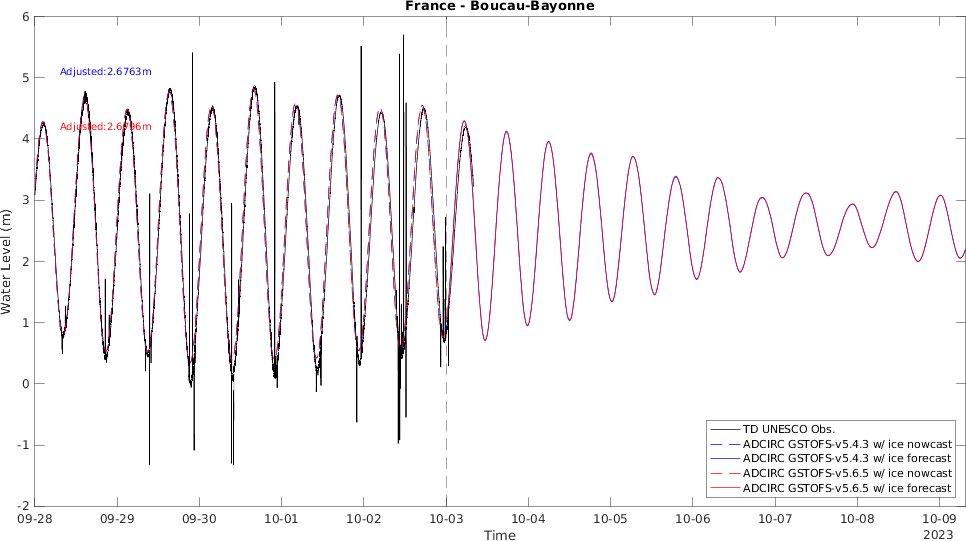 France - Boucau-Bayonne
6
5
4
3
2
1
0
-1
-2
Water Level (m)
Adjusted:2.6763m
Adjusted:2.6796m
TD UNESCO Obs.
ADCIRC GSTOFS-v5.4.3 w/ ice nowcast
ADCIRC GSTOFS-v5.4.3 w/ ice forecast
ADCIRC GSTOFS-v5.6.5 w/ ice nowcast
ADCIRC GSTOFS-v5.6.5 w/ ice forecast
09-28 09-29 09-30 10-01 10-02 10-03 10-04 10-05 10-06 10-07 10-08 10-09
Time
2023